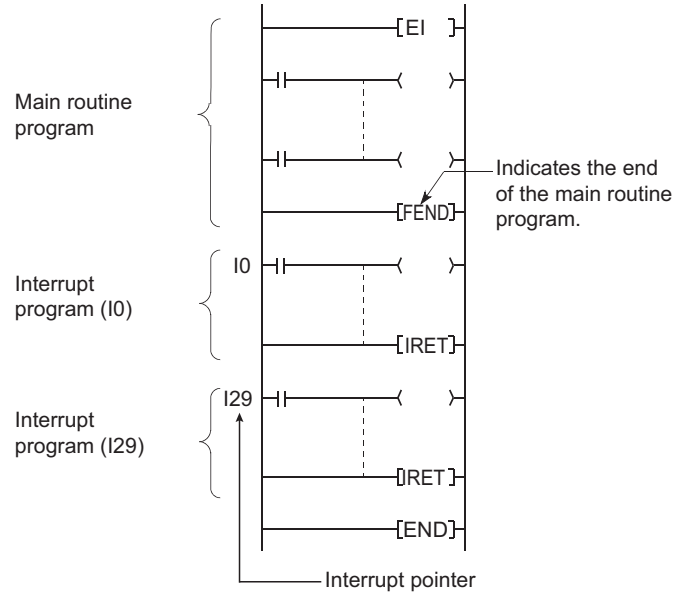 EI
Main routine
program
Indicates the end
of the main routine
program.
FEND
I0
Interrupt
program (I0)
IRET
I29
Interrupt
program (I29)
IRET
END
Interrupt pointer